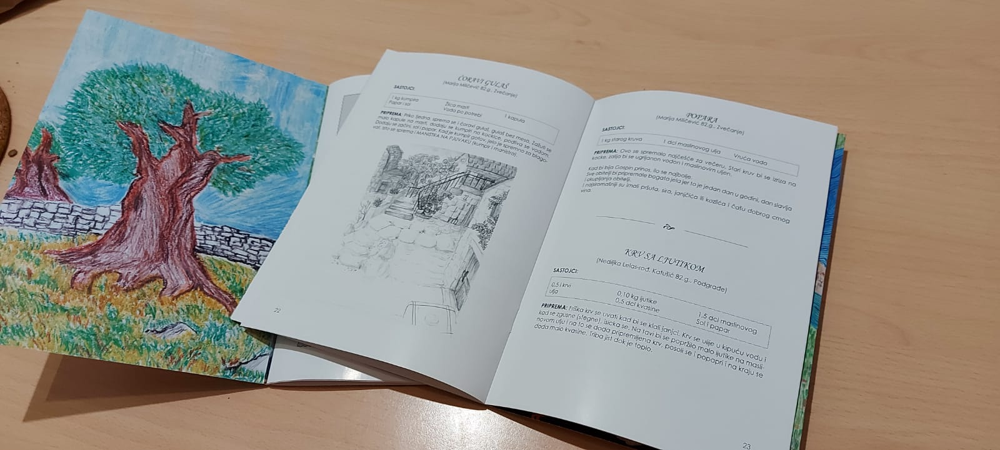 ĆORAVI GULAŠ
(Marija Miličević 82.g., Zvečanje)
SASTOJCI:
1 kg kumpira Žlica masti 1 kapula
Papar i sol Voda po potrebi
PRIPREMA: Priko tjedna, sprema se i ćoravi gulaš, gulaš bez mesa. Zažuti se
malo kapule na masti, dodaju se kumpiri na kockice, podliva se vodom.
Dodaju se začini, sol i papar. Kad je kumpir gotov, jelo je spremno za blago-
vat. Isto se sprema i MANISTRA NA PJUVAKU (kumpir i manistra).
22
POPARA
(Marija Miličević 82.g., Zvečanje)
SASTOJCI:
1 kg starog kruva 1 dcl maslinovog ulja Vruća voda
PRIPREMA: Ovo se spremalo najčešće za večeru. Stari kruv bi se izriza na
kocke, zalija bi se ugrijanon vodon i maslinovim uljen.
Kad bi bija Gospin prinos, ilo se najbolje.
Sve obitelji bi pripremale bogata jela jer to je jedan dan u godini, dan slavlja
i okupljanja obitelji.
I najsiromašniji su imali pršuta, sira, janjčića ili kozlića i čašu dobrog crnog
vina.
KRV SA LJUTIKOM
(Nediljka Lelas-rođ. Katušić 82.g., Podgrađe)
SASTOJCI:
0,5 l krvi 0,10 kg ljutike 1,5 dcl maslinovog
ulja 0,5 dcl kvasine Sol i papar
PRIPREMA: Friška krv se uvati kad bi se klali janjci. Krv se ulije u kipuću vodu i
kad se zgusne (stegne), isicka se. Na tavi bi se popržilo malo ljutike na masli-
novom ulju i na to se doda pripremljena krv, posoli se i popapri i na kraju se
doda malo kvasine. Triba jist dok je toplo.
23